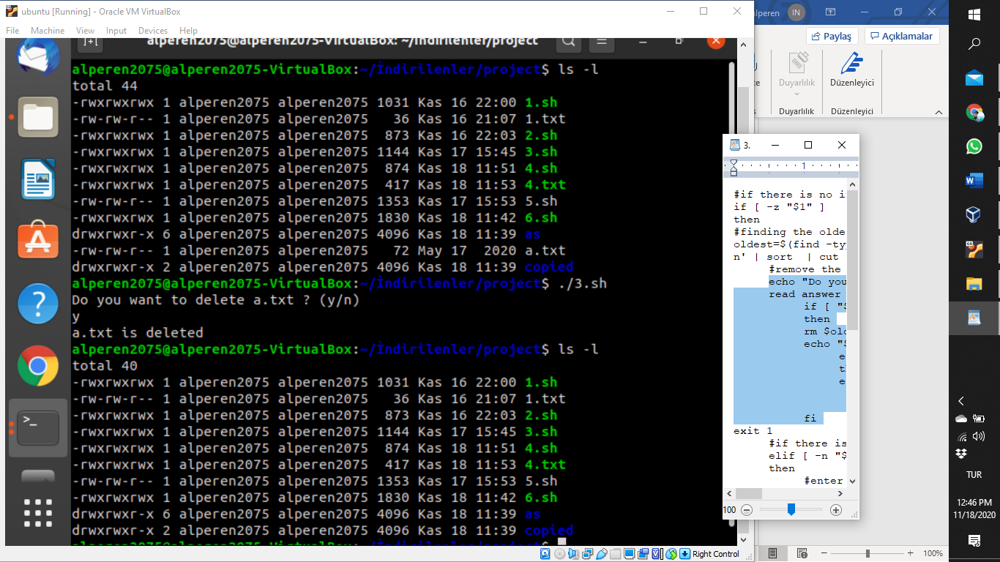 ubuntu [Running] - Oracle VM VirtualBox
File Machine View Input Devices Help
alperen2075@alperen2075-VirtualBox: ~/İndirilenler/project
alperen2075@alperen2075-VirtualBox:~/İndirilenler/project$ ls -l
total 44
-rwxrwxrwx 1 alperen2075 alperen2075 1031 Kas 16 22:00 1.sh
-rw-rw-r-- 1 alperen2075 alperen2075   36 Kas 16 21:07 1.txt
-rwxrwxrwx 1 alperen2075 alperen2075  873 Kas 16 22:03 2.sh
-rwxrwxrwx 1 alperen2075 alperen2075 1144 Kas 17 15:45 3.sh
-rwxrwxrwx 1 alperen2075 alperen2075  874 Kas 18 11:51 4.sh
-rwxrwxrwx 1 alperen2075 alperen2075  417 Kas 18 11:53 4.txt
-rw-rw-r-- 1 alperen2075 alperen2075 1353 Kas 17 15:53 5.sh
-rwxrwxrwx 1 alperen2075 alperen2075 1830 Kas 18 11:42 6.sh
drwxrwxr-x 6 alperen2075 alperen2075 4096 Kas 18 11:39 as
-rw-rw-r-- 1 alperen2075 alperen2075   72 May 17  2020 a.txt
drwxrwxr-x 2 alperen2075 alperen2075 4096 Kas 18 11:39 copied
alperen2075@alperen2075-VirtualBox:~/İndirilenler/project$ ./3.sh
Do you want to delete a.txt ? (y/n)
y
a.txt is deleted
alperen2075@alperen2075-VirtualBox:~/İndirilenler/project$ ls -l
total 40
-rwxrwxrwx 1 alperen2075 alperen2075 1031 Kas 16 22:00 1.sh
-rw-rw-r-- 1 alperen2075 alperen2075   36 Kas 16 21:07 1.txt
-rwxrwxrwx 1 alperen2075 alperen2075  873 Kas 16 22:03 2.sh
-rwxrwxrwx 1 alperen2075 alperen2075 1144 Kas 17 15:45 3.sh
-rwxrwxrwx 1 alperen2075 alperen2075  874 Kas 18 11:51 4.sh
-rwxrwxrwx 1 alperen2075 alperen2075  417 Kas 18 11:53 4.txt
-rw-rw-r-- 1 alperen2075 alperen2075 1353 Kas 17 15:53 5.sh
-rwxrwxrwx 1 alperen2075 alperen2075 1830 Kas 18 11:42 6.sh
drwxrwxr-x 6 alperen2075 alperen2075 4096 Kas 18 11:39 as
drwxrwxr-x 2 alperen2075 alperen2075 4096 Kas 18 11:39 copied
alperen2075@alperen2075-VirtualBox:~/İndirilenler/project$
Right Control
alperen IN
Paylaş Açıklamalar
Duyarlılık Düzenleyici
Duyarlılık Düzenleyici
3.
1
#if there is no i
if [ -z "$1" ]
then
#finding the olde
oldest=$(find -ty
n' | sort  | cut
#remove the
echo "Do you
read answer
if [ "$
then
rm $old
echo "$
e
t
e
fi
exit 1
#if there is
elif [ -n "$
then
#enter
100
100%
TUR
12:46 PM
11/18/2020